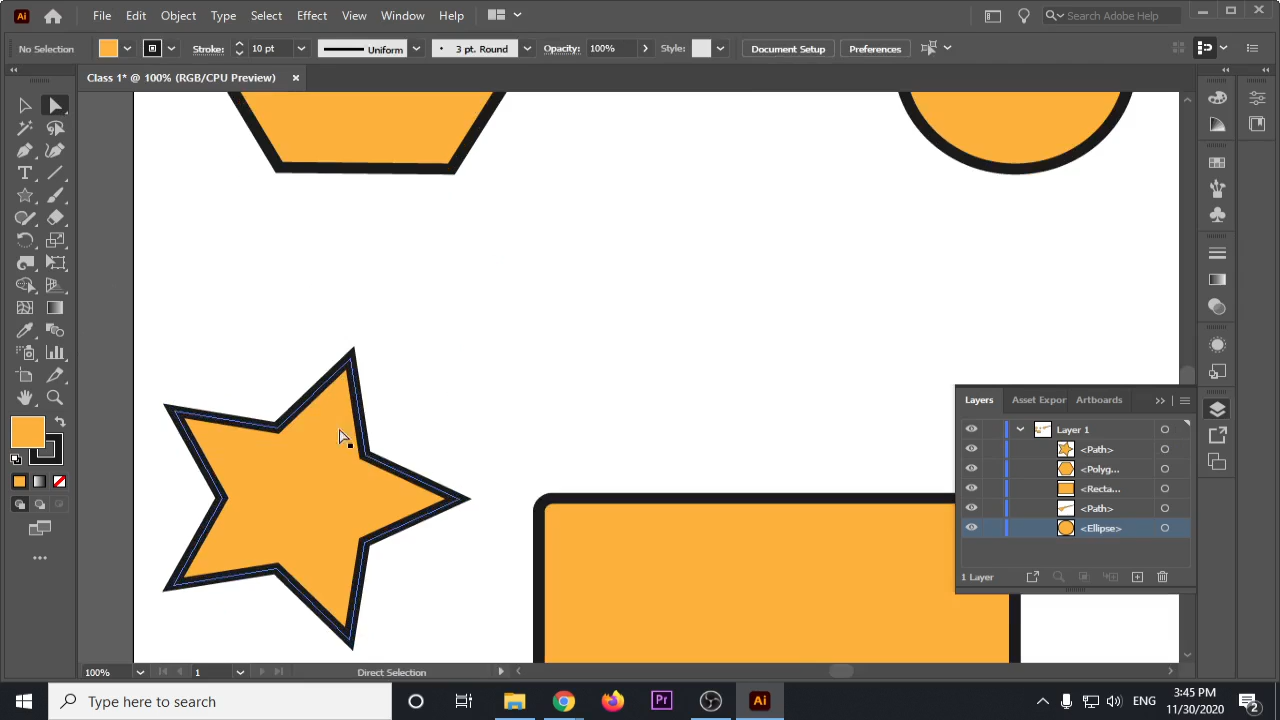 Ai File Edit Object Type Select Effect View Window Help Search Adobe Help
No Selection Stroke: 10 pt Uniform 3 pt. Round Opacity: 100% Style: Document Setup Preferences
Class 1* @ 100% (RGB/CPU Preview)
Layers Asset Expor Artboards
Layer 1
<Path>
<Polyg...
<Recta...
<Path>
<Ellipse>
1 Layer
100% 1 Direct Selection
Type here to search Pr Ai ENG 3:45 PM
11/30/2020 2